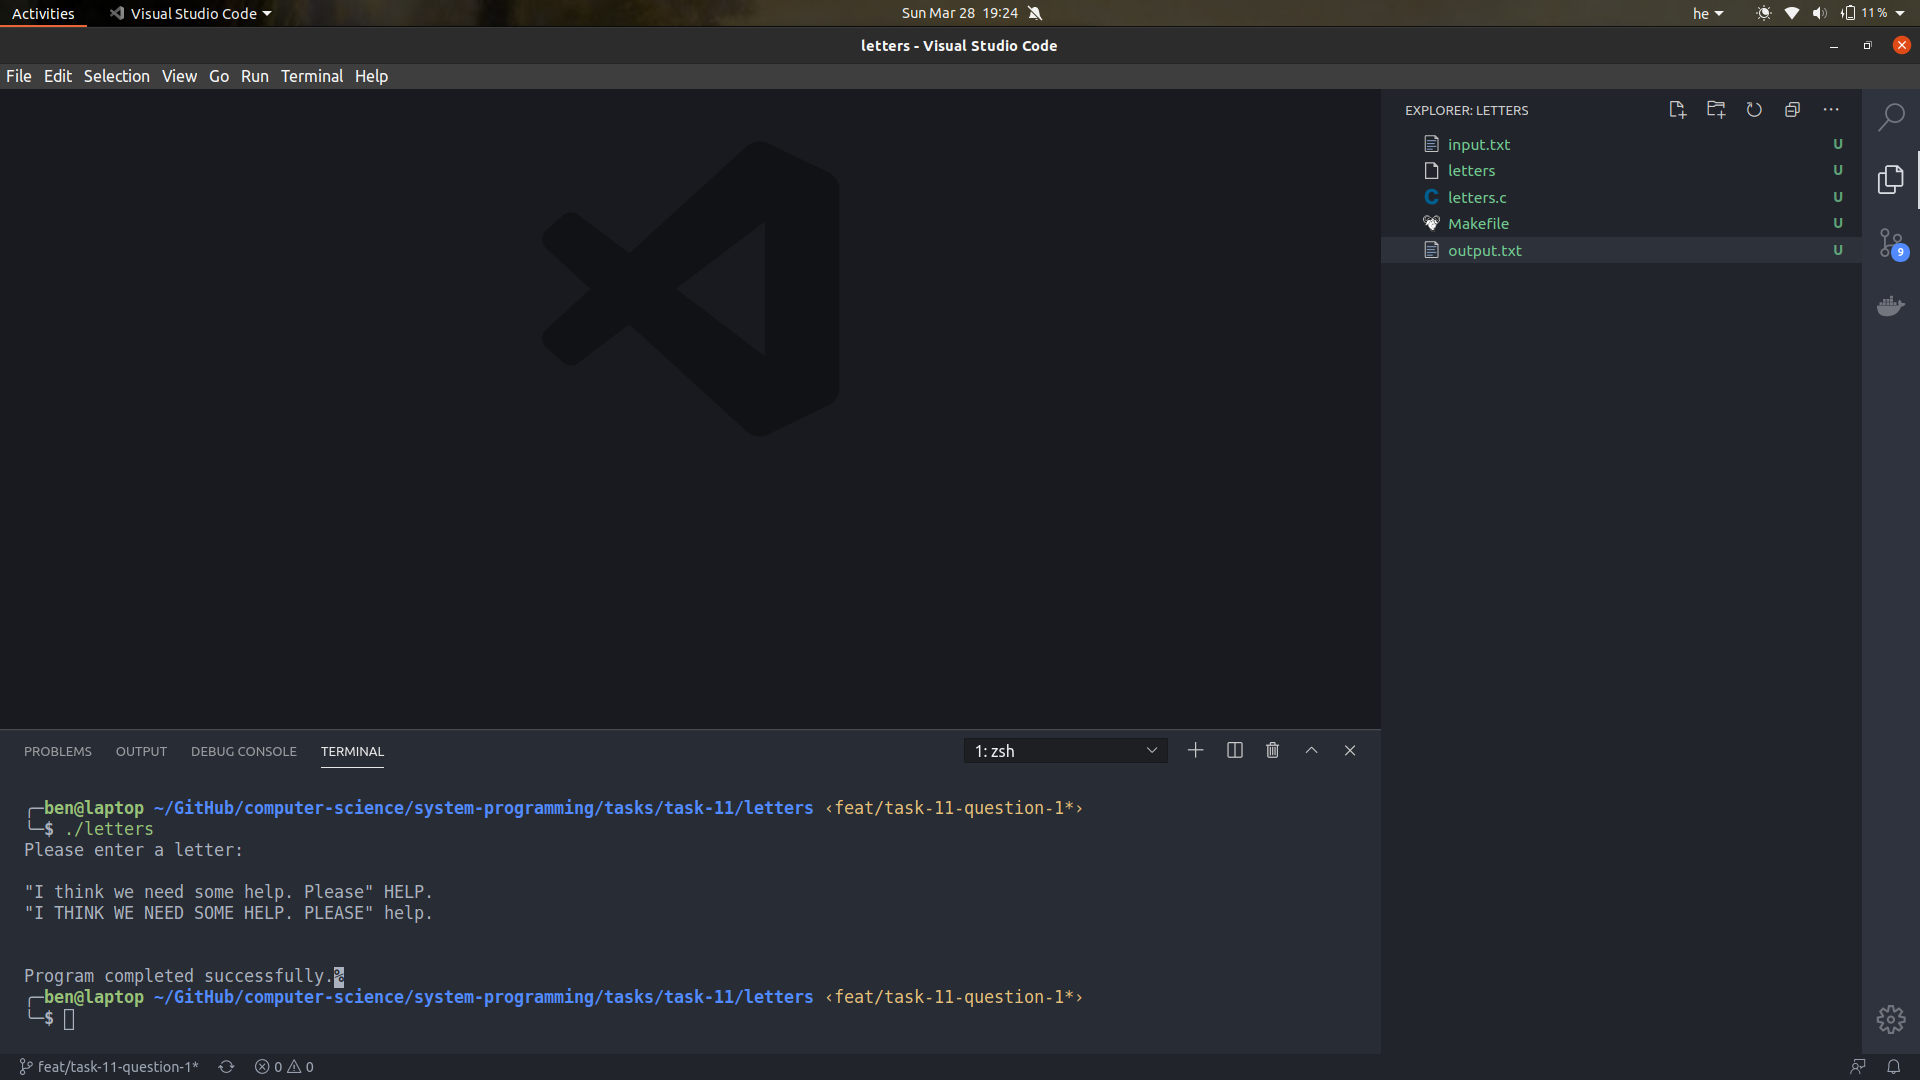 Activities
Visual Studio Code
Sun Mar 28 19:24
he
11 %
letters - Visual Studio Code
File Edit Selection View Go Run Terminal Help
EXPLORER: LETTERS
input.txt U
letters U
C letters.c U
Makefile U
output.txt U
9
PROBLEMS OUTPUT DEBUG CONSOLE TERMINAL
1: zsh
╭─ben@laptop ~/GitHub/computer-science/system-programming/tasks/task-11/letters ‹feat/task-11-question-1*›
╰─$ ./letters
Please enter a letter:
"I think we need some help. Please" HELP.
"I THINK WE NEED SOME HELP. PLEASE" help.
Program completed successfully.%
╭─ben@laptop ~/GitHub/computer-science/system-programming/tasks/task-11/letters ‹feat/task-11-question-1*›
╰─$
feat/task-11-question-1* 0 0